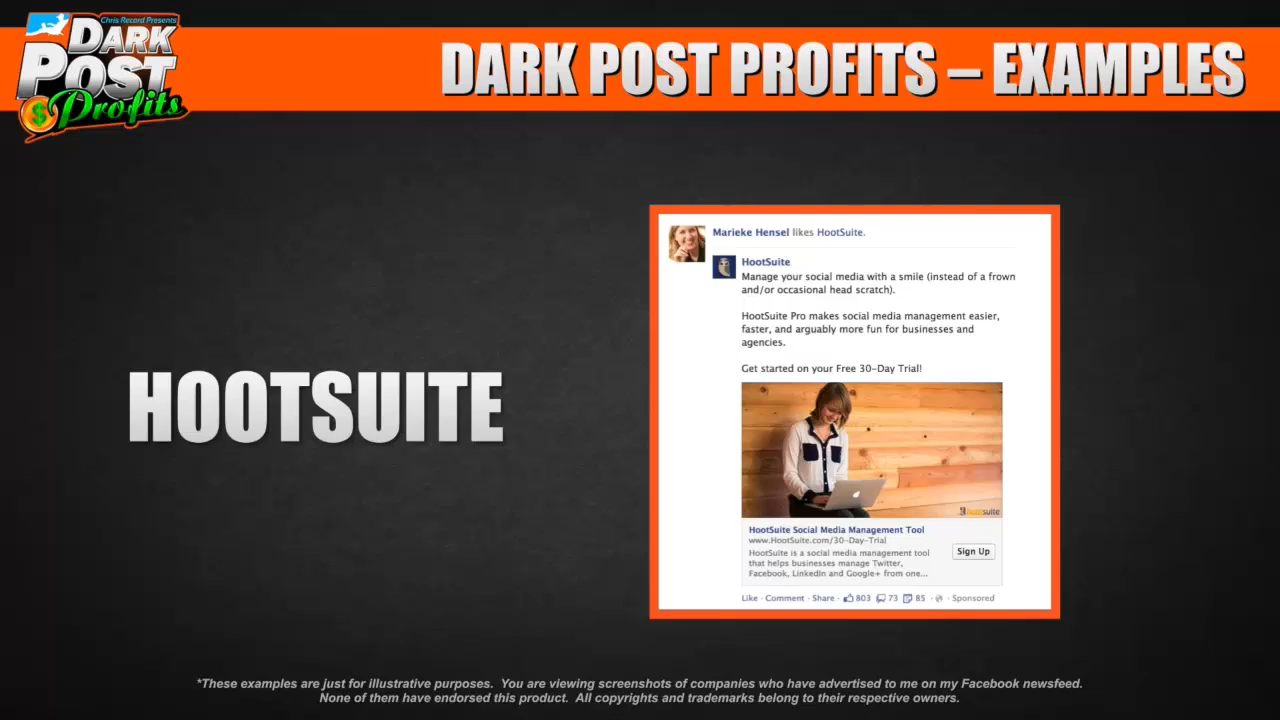 Chris Record Presents
DARK
POST
$ Profits
DARK POST PROFITS – EXAMPLES
HOOTSUITE
Marieke Hensel likes HootSuite.
HootSuite
Manage your social media with a smile (instead of a frown
and/or occasional head scratch).
HootSuite Pro makes social media management easier,
faster, and arguably more fun for businesses and
agencies.
Get started on your Free 30-Day Trial!
hootsuite
HootSuite Social Media Management Tool
www.HootSuite.com/30-Day-Trial
HootSuite is a social media management tool
that helps businesses manage Twitter,
Facebook, LinkedIn and Google+ from one...
Sign Up
Like · Comment · Share · 803 73 85 · · Sponsored
*These examples are just for illustrative purposes. You are viewing screenshots of companies who have advertised to me on my Facebook newsfeed.
None of them have endorsed this product. All copyrights and trademarks belong to their respective owners.